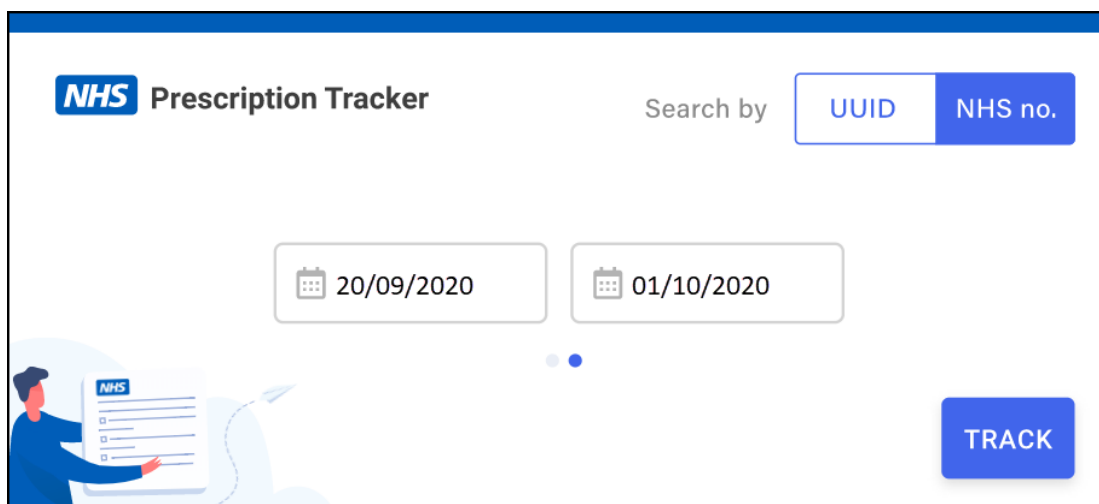 NHS Prescription Tracker
Search by UUID NHS no.
20/09/2020 01/10/2020
NHS
TRACK